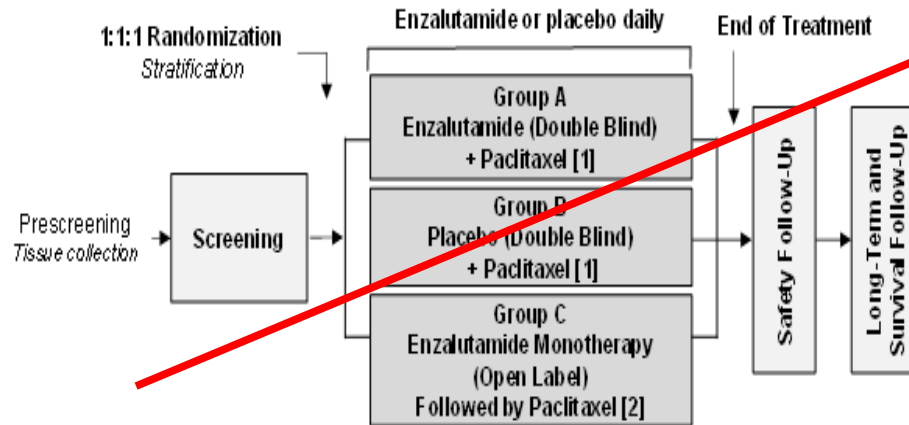 Enzalutamide or placebo daily
1:1:1 Randomization
Stratification
End of Treatment
Group A
Enzalutamide (Double Blind)
+ Paclitaxel [1]
Prescreening
Tissue collection
Screening
Group B
Placebo (Double Blind)
+ Paclitaxel [1]
Group C
Enzalutamide Monotherapy
(Open Label)
Followed by Paclitaxel [2]
Safety Follow-Up
Long-Term and
Survival Follow-Up